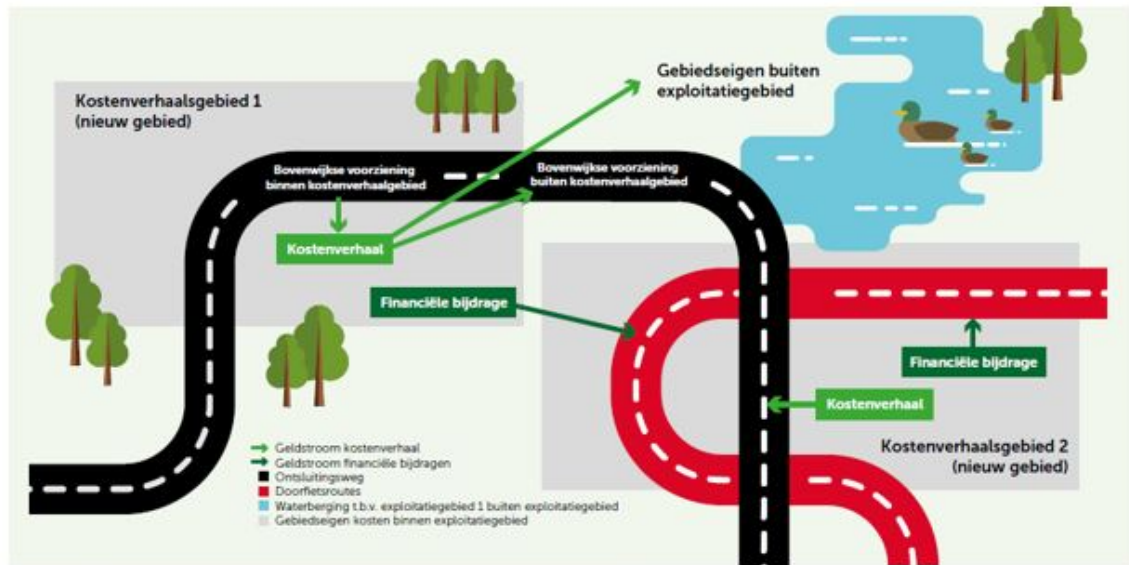 Kostenverhaalsgebied 1
(nieuw gebied)
Gebiedseigen buiten
exploitatiegebied
Bovenwijkse voorziening
binnen kostenverhaalgebied
Bovenwijkse voorziening
buiten kostenverhaalgebied
Kostenverhaal
Financiële bijdrage
Financiële bijdrage
Kostenverhaal
Kostenverhaalsgebied 2
(nieuw gebied)
Geldstroom kostenverhaal
Geldstroom financiële bijdragen
Ontsluitingsweg
Doorfietsroutes
Waterberging t.b.v. exploitatiegebied 1 buiten exploitatiegebied
Gebiedseigen kosten binnen exploitatiegebied